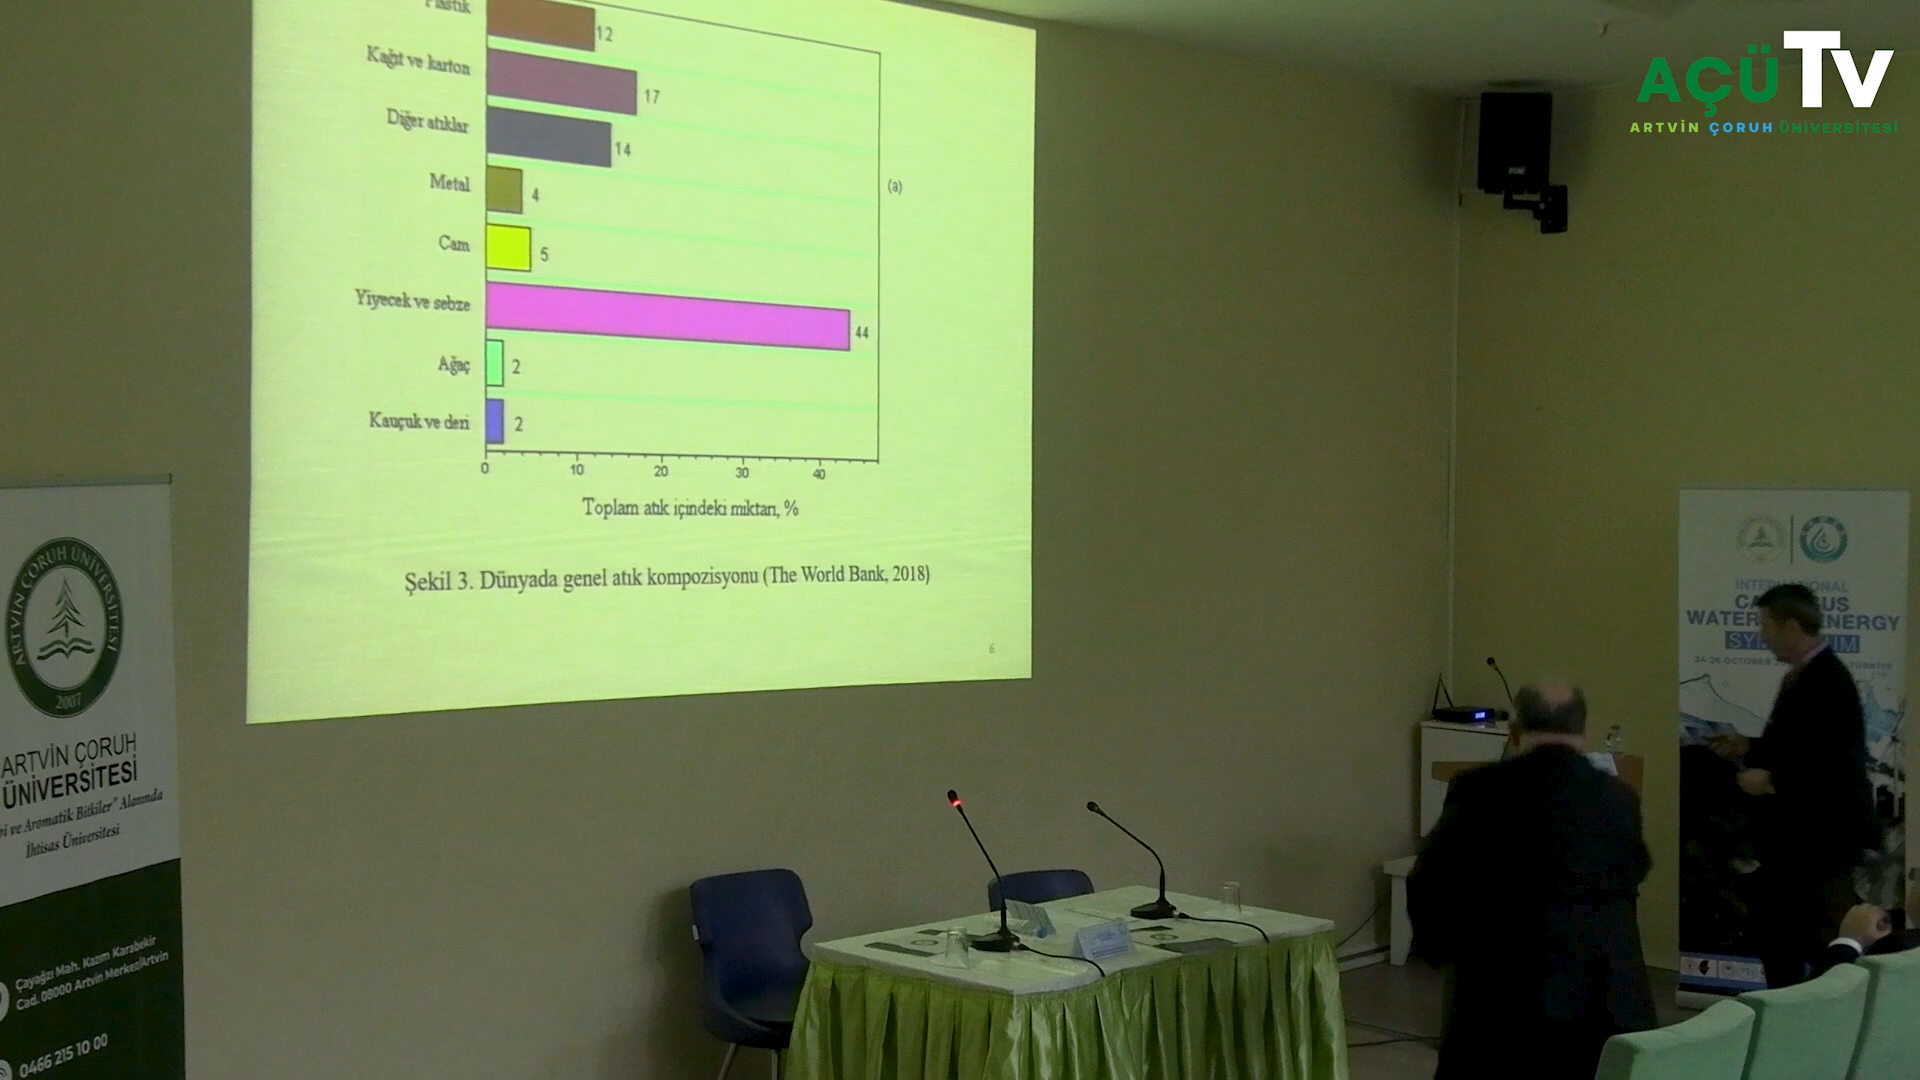 Plastik
12
Kağıt ve karton
17
Diğer atıklar
14
Metal
4
(a)
Cam
5
Yiyecek ve sebze
44
Ağaç
2
Kauçuk ve deri
2
0 10 20 30 40
Toplam atık içindeki miktarı, %
Şekil 3. Dünyada genel atık kompozisyonu (The World Bank, 2018)
6
AÇÜTV
ARTVİN ÇORUH ÜNİVERSİTESİ
ARTVİN ÇORUH ÜNİVERSİTESİ
2007
ARTVİN ÇORUH
ÜNİVERSİTESİ
ve Aromatik Bitkiler" Alanında
İhtisas Üniversitesi
Çayağzı Mah. Kazım Karabekir
Cad. 08000 Artvin Merkez/Artvin
0466 215 10 00
INTERNATIONAL
WATER
ENERGY
24-26 OCTOBER
TÜRKİYE